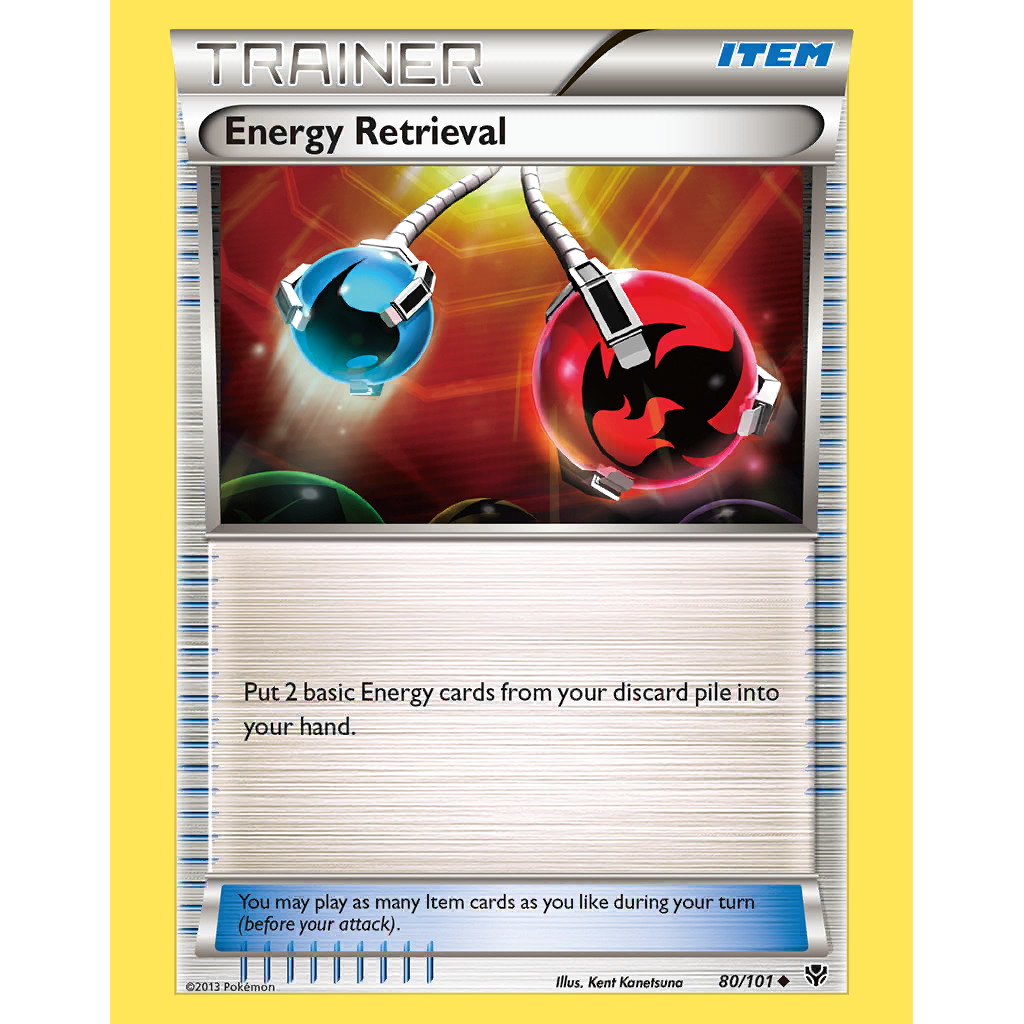 TRAINER
ITEM
Energy Retrieval
Put 2 basic Energy cards from your discard pile into
your hand.
You may play as many Item cards as you like during your turn
(before your attack).
©2013 Pokémon
Illus. Kent Kanetsuna
80/101